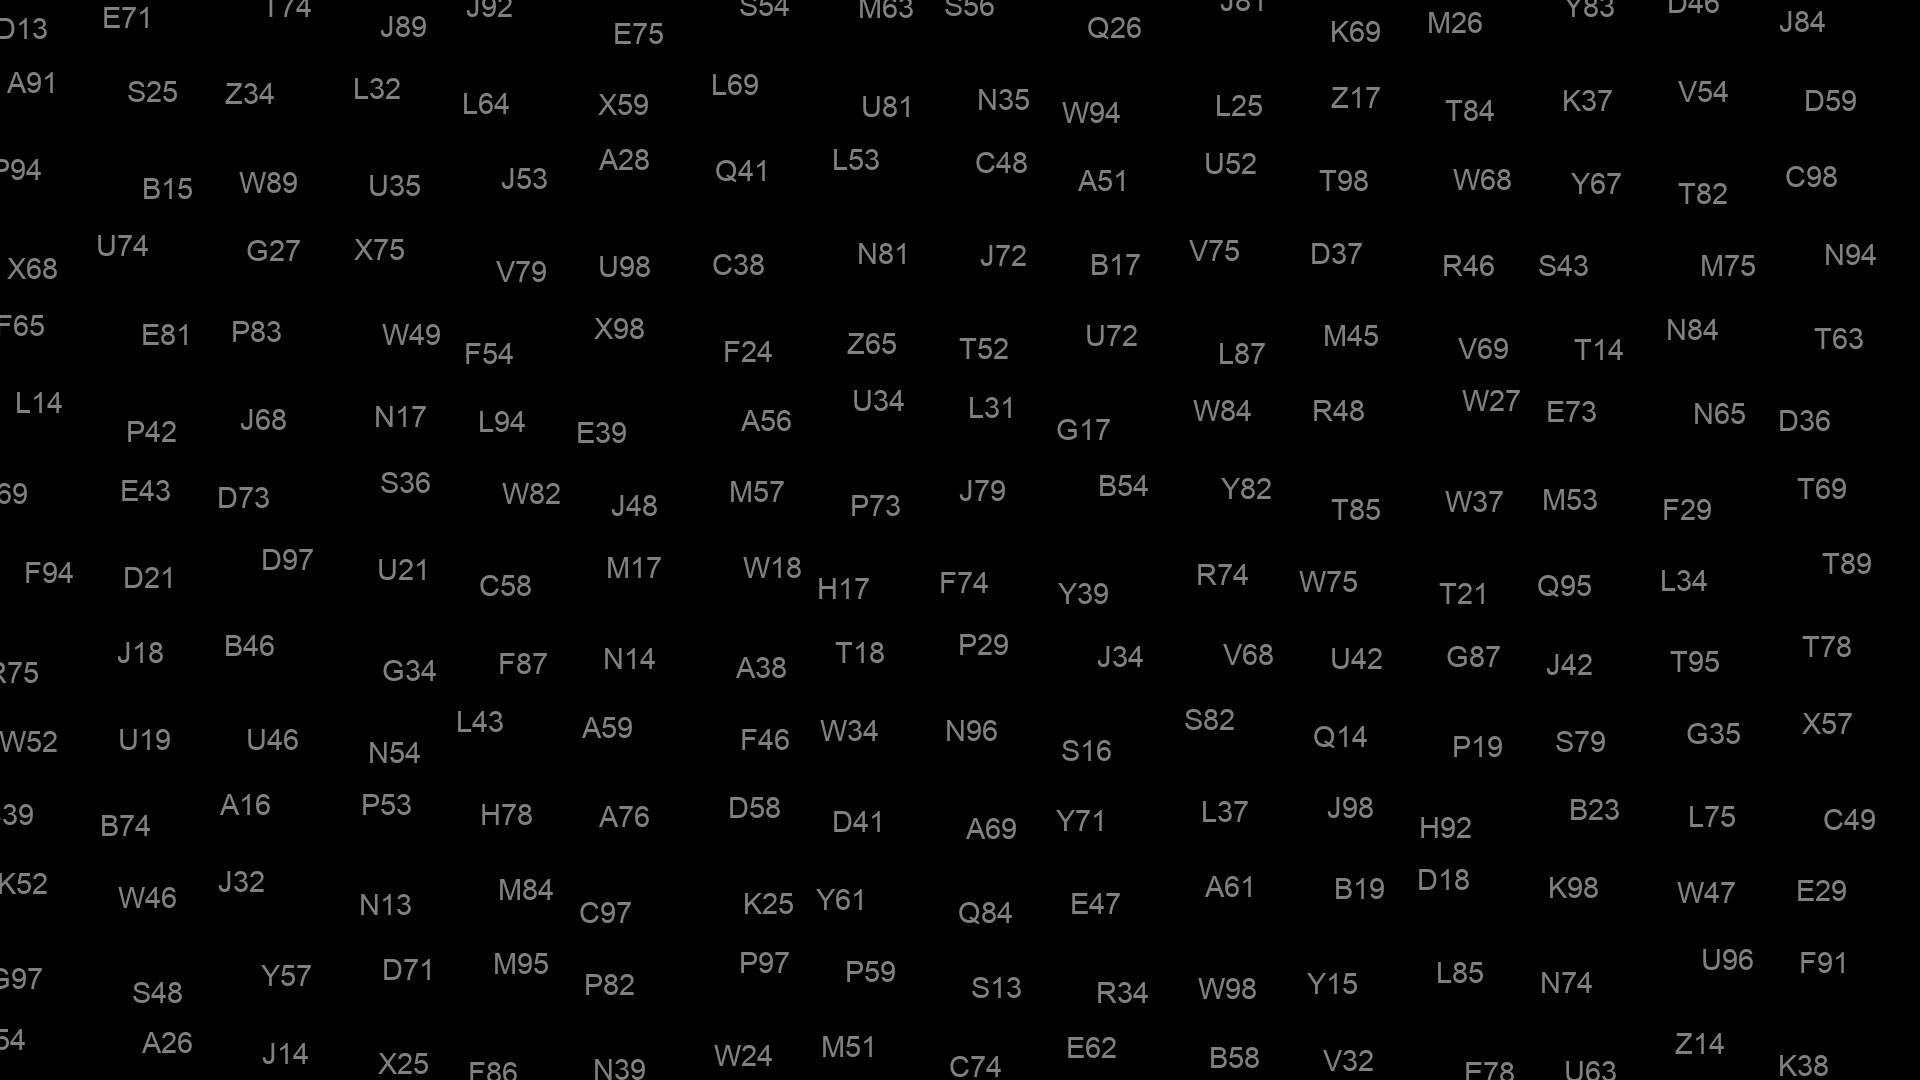 D13 E71 T74 J89 J92 E75 S54 M63 S56 Q26 J81 K69 M26 Y83 D46 J84
A91 S25 Z34 L32 L64 X59 L69 U81 N35 W94 L25 Z17 T84 K37 V54 D59
P94 B15 W89 U35 J53 A28 Q41 L53 C48 A51 U52 T98 W68 Y67 T82 C98
X68 U74 G27 X75 V79 U98 C38 N81 J72 B17 V75 D37 R46 S43 M75 N94
F65 E81 P83 W49 F54 X98 F24 Z65 T52 U72 L87 M45 V69 T14 N84 T63
L14 P42 J68 N17 L94 E39 A56 U34 L31 G17 W84 R48 W27 E73 N65 D36
69 E43 D73 S36 W82 J48 M57 P73 J79 B54 Y82 T85 W37 M53 F29 T69
F94 D21 D97 U21 C58 M17 W18 H17 F74 Y39 R74 W75 T21 Q95 L34 T89
R75 J18 B46 G34 F87 N14 A38 T18 P29 J34 V68 U42 G87 J42 T95 T78
W52 U19 U46 N54 L43 A59 F46 W34 N96 S16 S82 Q14 P19 S79 G35 X57
39 B74 A16 P53 H78 A76 D58 D41 A69 Y71 L37 J98 H92 B23 L75 C49
K52 W46 J32 N13 M84 C97 K25 Y61 Q84 E47 A61 B19 D18 K98 W47 E29
G97 S48 Y57 D71 M95 P82 P97 P59 S13 R34 W98 Y15 L85 N74 U96 F91
54 A26 J14 X25 N39 W24 M51 C74 E62 B58 V32 U63 Z14 K38